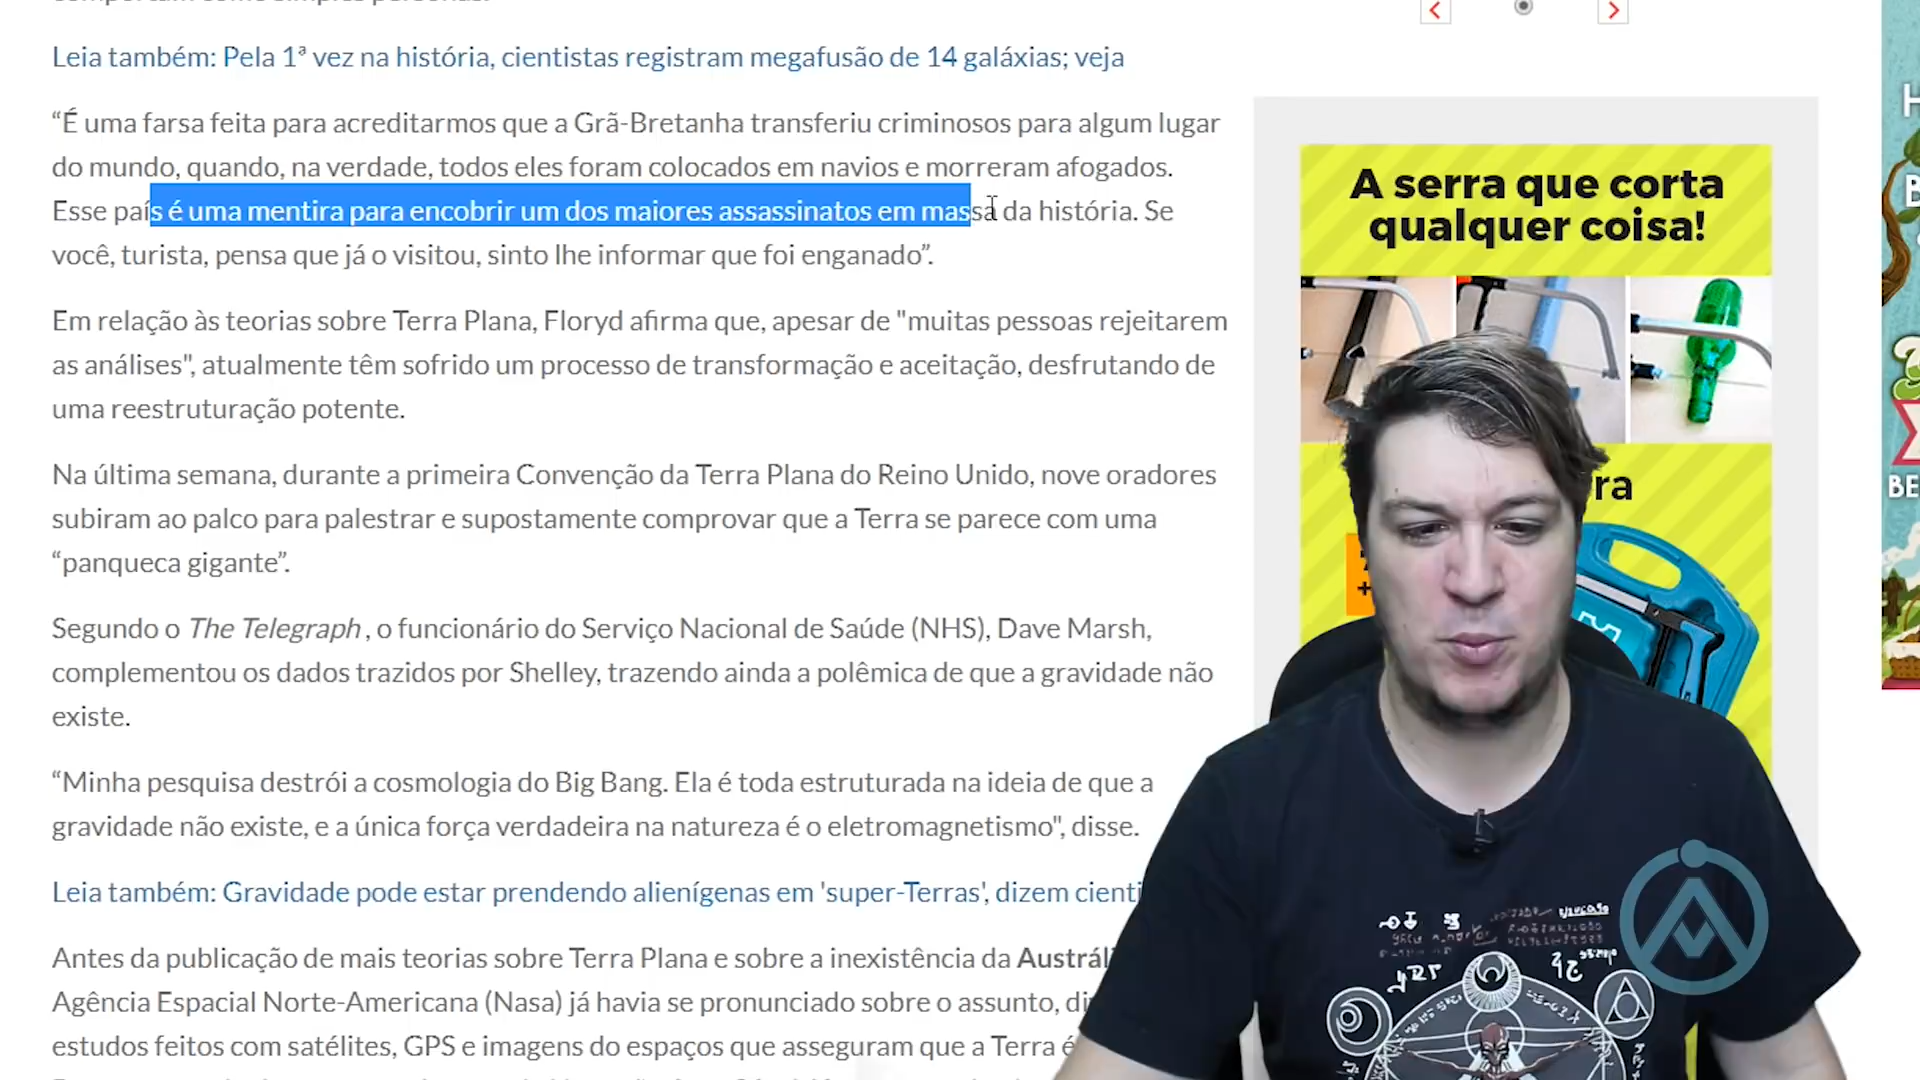 Leia também: Pela 1ª vez na história, cientistas registram megafusão de 14 galáxias; veja
“É uma farsa feita para acreditarmos que a Grã-Bretanha transferiu criminosos para algum lugar
do mundo, quando, na verdade, todos eles foram colocados em navios e morreram afogados.
Esse país é uma mentira para encobrir um dos maiores assassinatos em massa da história. Se
você, turista, pensa que já o visitou, sinto lhe informar que foi enganado”.
Em relação às teorias sobre Terra Plana, Floryd afirma que, apesar de "muitas pessoas rejeitarem
as análises", atualmente têm sofrido um processo de transformação e aceitação, desfrutando de
uma reestruturação potente.
Na última semana, durante a primeira Convenção da Terra Plana do Reino Unido, nove oradores
subiram ao palco para palestrar e supostamente comprovar que a Terra se parece com uma
“panqueca gigante”.
Segundo o The Telegraph , o funcionário do Serviço Nacional de Saúde (NHS), Dave Marsh,
complementou os dados trazidos por Shelley, trazendo ainda a polêmica de que a gravidade não
existe.
“Minha pesquisa destrói a cosmologia do Big Bang. Ela é toda estruturada na ideia de que a
gravidade não existe, e a única força verdadeira na natureza é o eletromagnetismo", disse.
Leia também: Gravidade pode estar prendendo alienígenas em 'super-Terras', dizem cienti
Antes da publicação de mais teorias sobre Terra Plana e sobre a inexistência da Austrál
Agência Espacial Norte-Americana (Nasa) já havia se pronunciado sobre o assunto,
estudos feitos com satélites, GPS e imagens do espaços que asseguram que a Terra é
A serra que corta
qualquer coisa!
ra